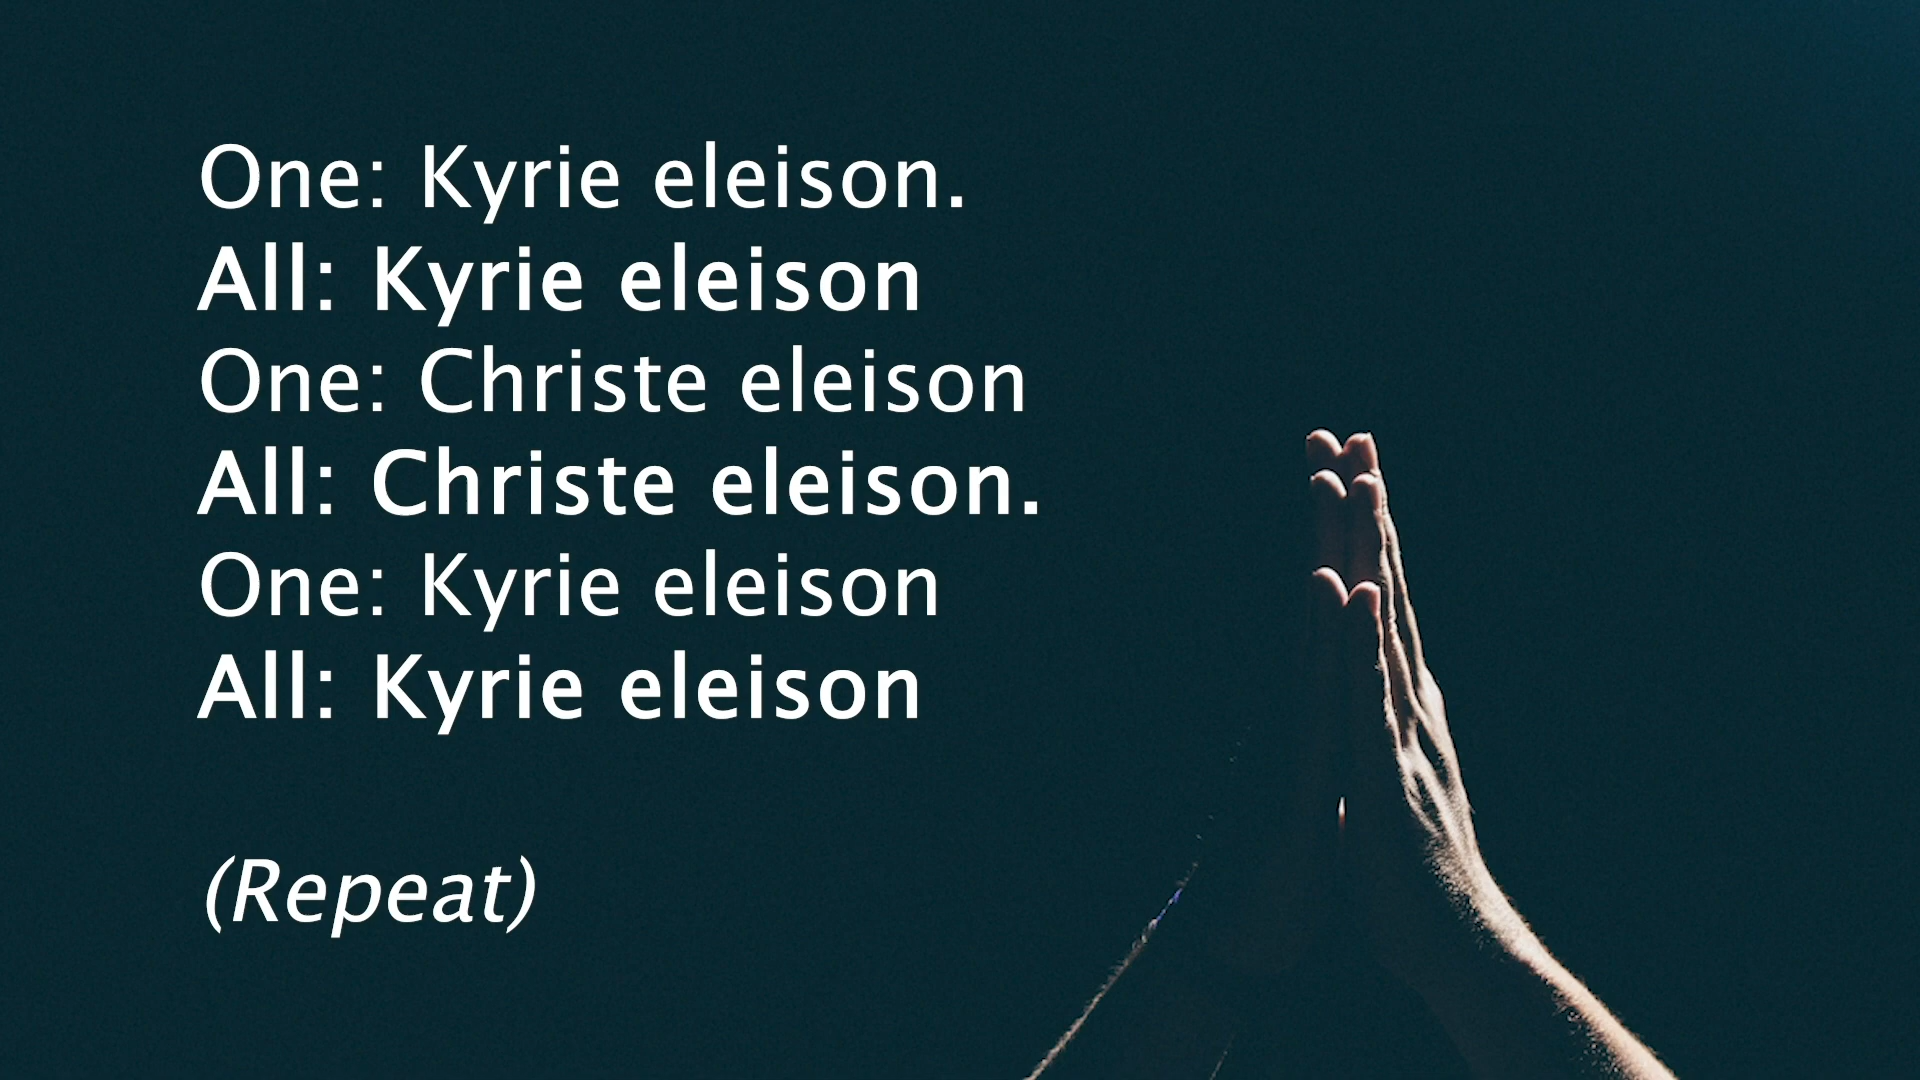 One: Kyrie eleison.
All: Kyrie eleison
One: Christe eleison
All: Christe eleison.
One: Kyrie eleison
All: Kyrie eleison
(Repeat)